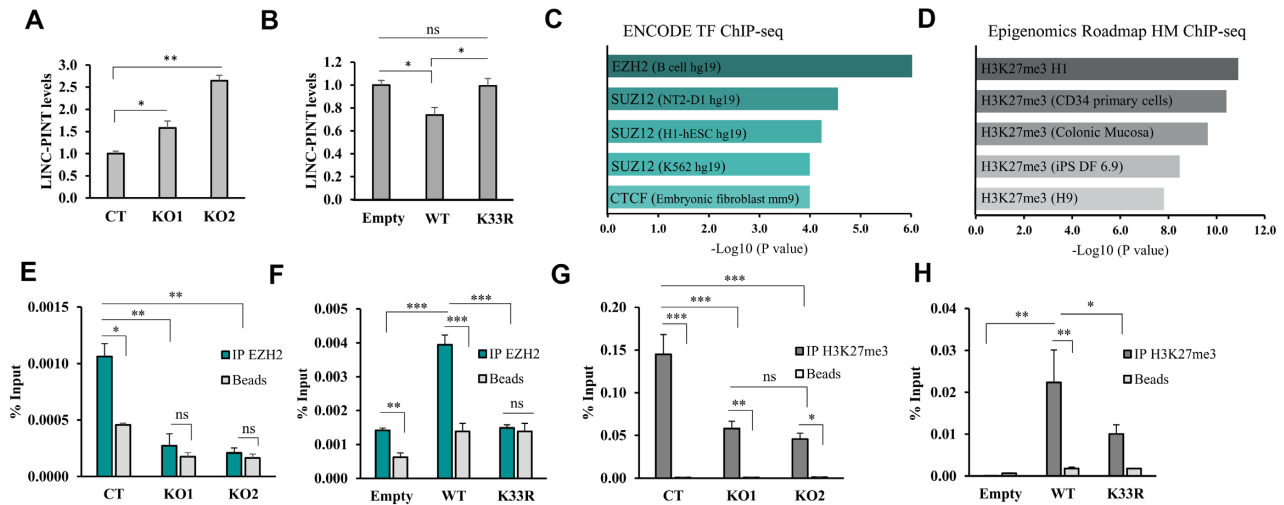 A
LINC-PINT levels
3.0
2.5
2.0
1.5
1.0
0.5
0.0
**
*
CT
KO1
KO2
B
LINC-PINT levels
1.2
1.0
0.8
0.6
0.4
0.2
0.0
ns
*
*
Empty
WT
K33R
C
ENCODE TF ChIP-seq
EZH2 (B cell hg19)
SUZ12 (NT2-D1 hg19)
SUZ12 (H1-hESC hg19)
SUZ12 (K562 hg19)
CTCF (Embryonic fibroblast mm9)
0.0 1.0 2.0 3.0 4.0 5.0 6.0
-Log10 (P value)
D
Epigenomics Roadmap HM ChIP-seq
H3K27me3 H1
H3K27me3 (CD34 primary cells)
H3K27me3 (Colonic Mucosa)
H3K27me3 (iPS DF 6.9)
H3K27me3 (H9)
0.0 2.0 4.0 6.0 8.0 10.0 12.0
-Log10 (P value)
E
% Input
0.0015
0.0010
0.0005
0.0000
**
**
*
ns
ns
IP EZH2
Beads
CT
KO1
KO2
F
% Input
0.005
0.004
0.003
0.002
0.001
0.000
***
***
***
**
ns
IP EZH2
Beads
Empty
WT
K33R
G
% Input
0.20
0.15
0.10
0.05
0.00
***
***
***
ns
**
*
IP H3K27me3
Beads
CT
KO1
KO2
H
% Input
0.04
0.03
0.02
0.01
0.00
**
*
**
IP H3K27me3
Beads
Empty
WT
K33R